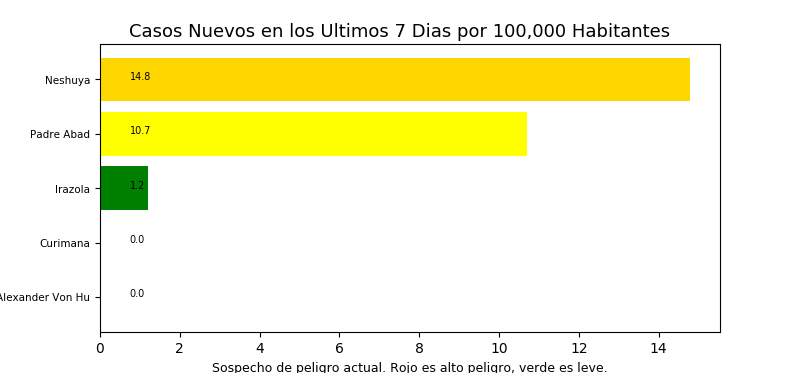 Casos Nuevos en los Ultimos 7 Dias por 100,000 Habitantes
Neshuya 14.8
Padre Abad 10.7
Irazola 1.2
Curimana 0.0
Alexander Von Hu 0.0
0 2 4 6 8 10 12 14
Sospecho de peligro actual. Rojo es alto peligro, verde es leve.